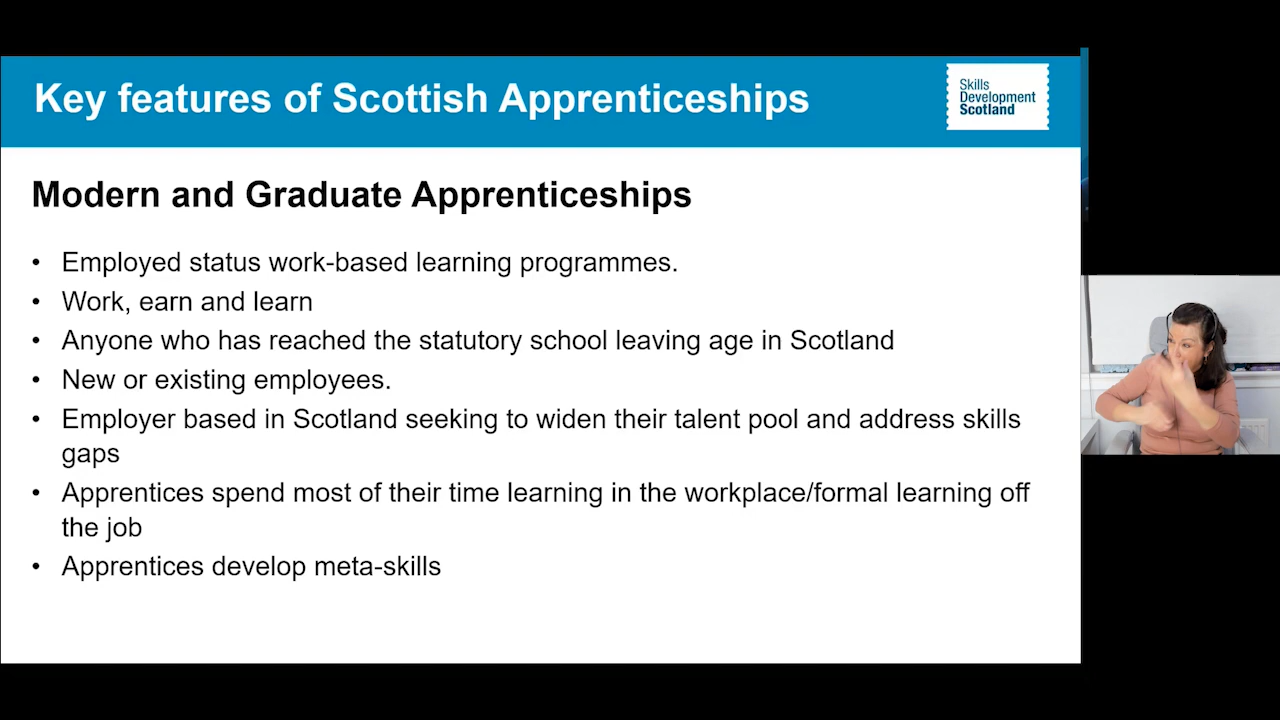 Key features of Scottish Apprenticeships
Skills
Development
Scotland
Modern and Graduate Apprenticeships
• Employed status work-based learning programmes.
• Work, earn and learn
• Anyone who has reached the statutory school leaving age in Scotland
• New or existing employees.
• Employer based in Scotland seeking to widen their talent pool and address skills
gaps
• Apprentices spend most of their time learning in the workplace/formal learning off
the job
• Apprentices develop meta-skills